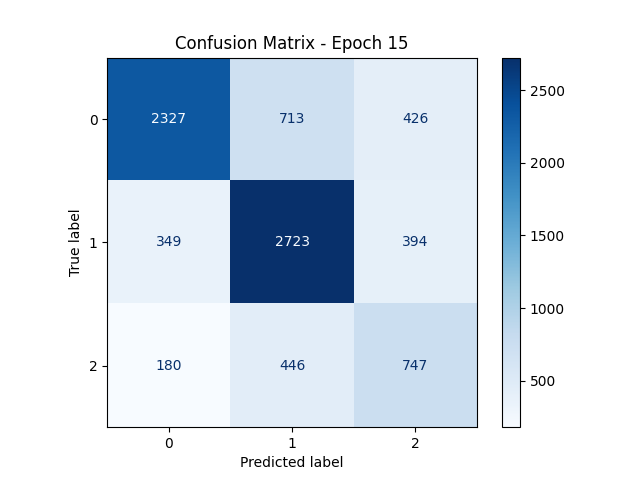 Confusion Matrix - Epoch 15
0 2327 713 426
1 349 2723 394
2 180 446 747
0 1 2
Predicted label
True label
2500
2000
1500
1000
500